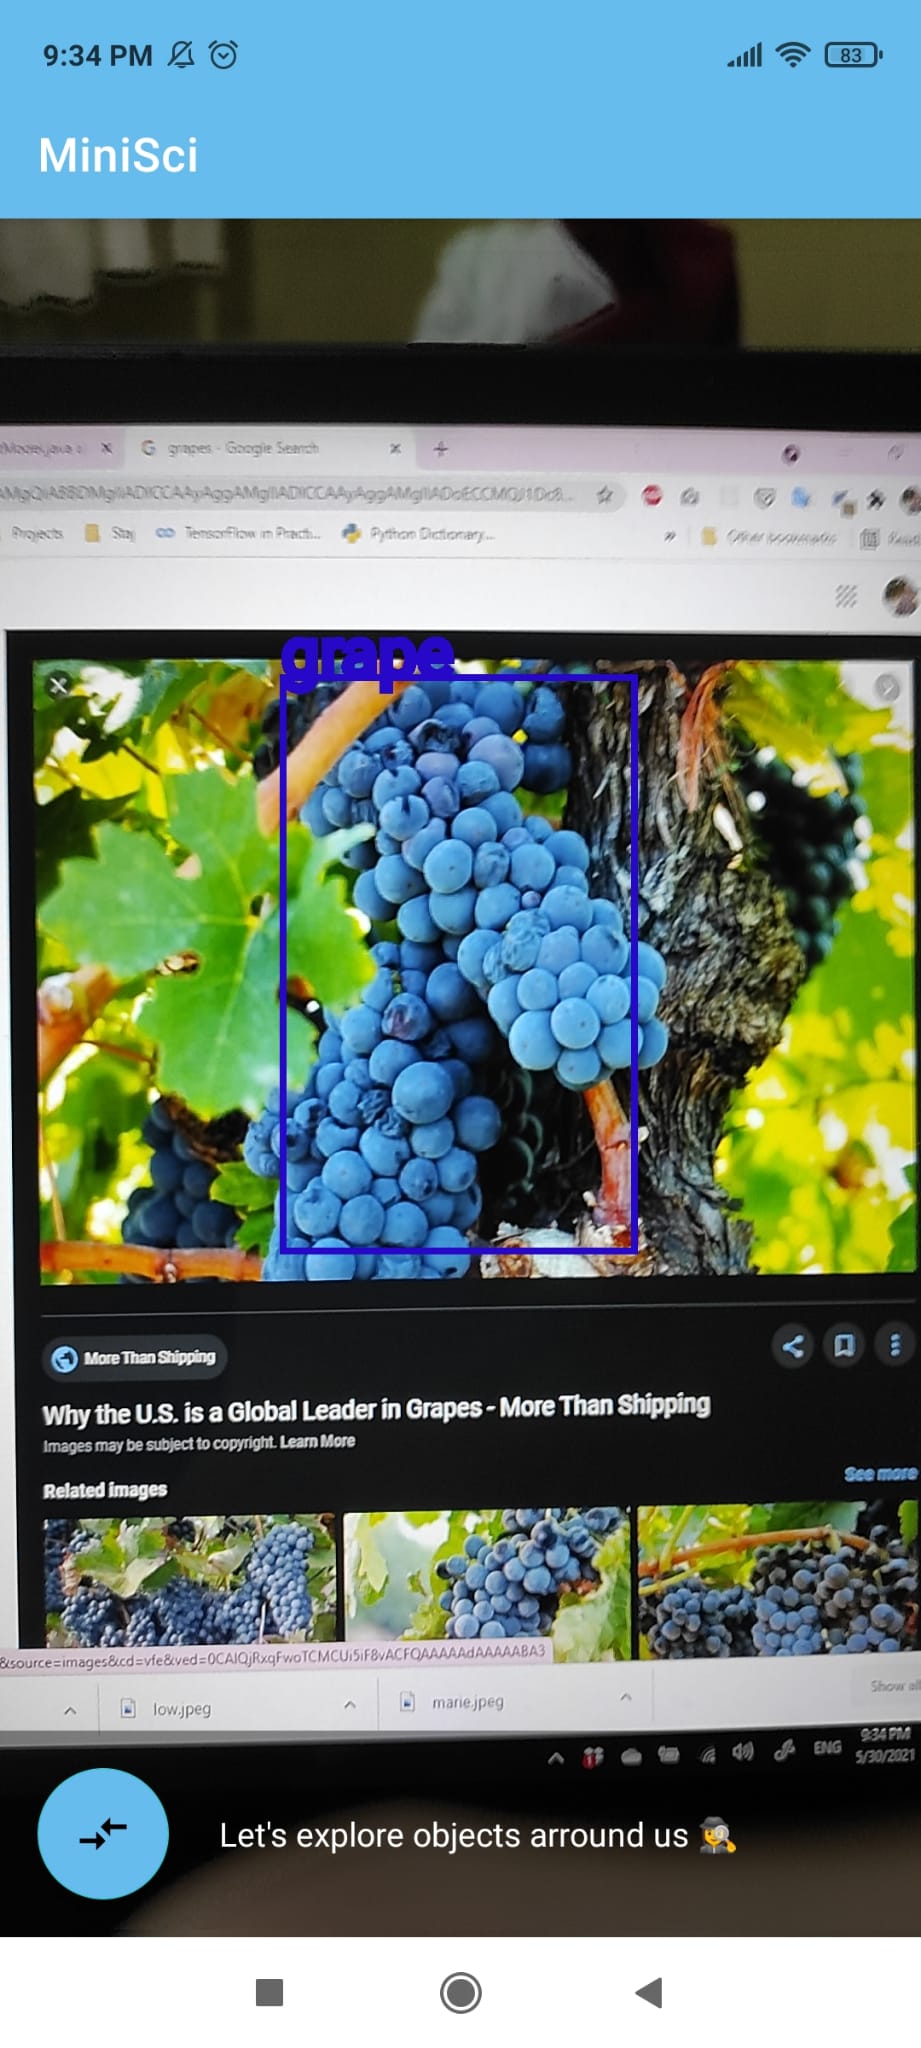 9:34 PM
83
MiniSci
Model.java
grapes - Google Search
Projects
TensorFlow in Practi...
Python Dictionary...
Other bookmarks
grape
More Than Shipping
Why the U.S. is a Global Leader in Grapes - More Than Shipping
Images may be subject to copyright. Learn More
Related images
See more
&source=images&cd=vfe&ved=0CAIQjRxqFwoTCMCUi5iF8vACFQAAAAAdAAAAABA3
low.jpeg
marie.jpeg
Show all
ENG
9:34 PM
5/30/2021
Let's explore objects arround us